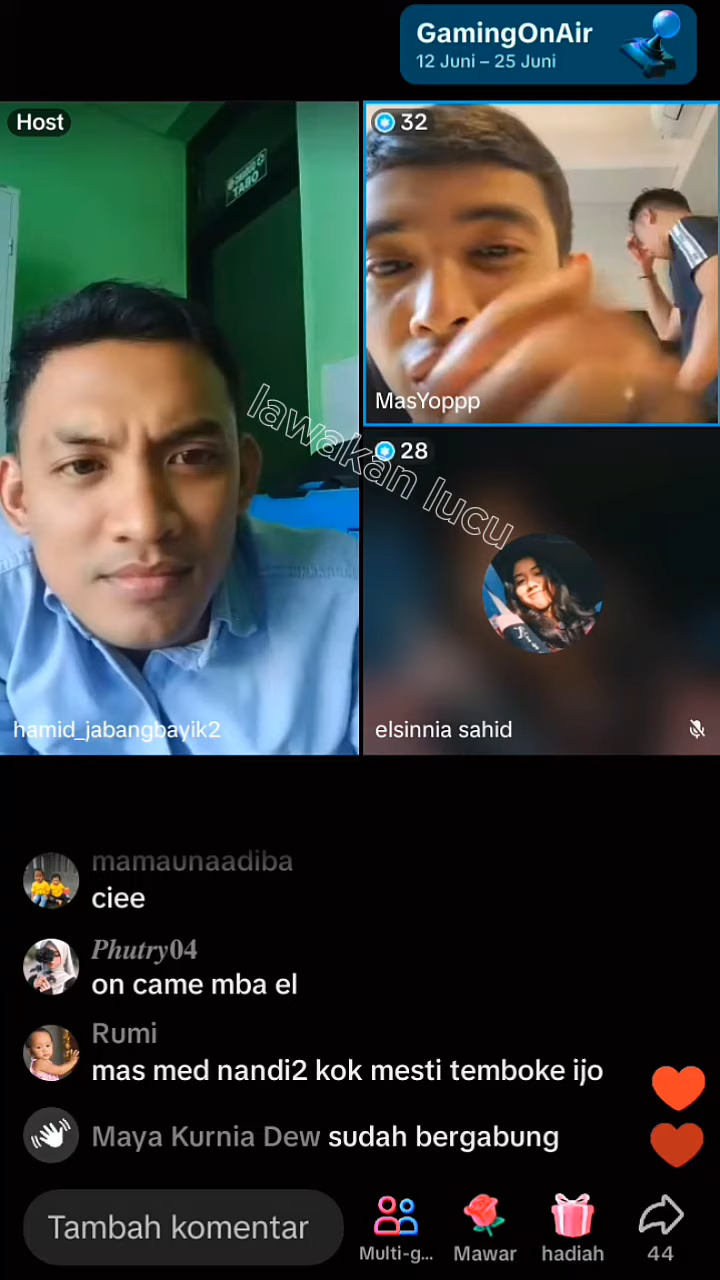 GamingOnAir
12 Juni – 25 Juni
Host
32
TABO
MasYoppp
lawakan lucu
28
hamid_jabangbayik2
elsinnia sahid
mamaunaadiba
ciee
Phutry04
on came mba el
Rumi
mas med nandi2 kok mesti temboke ijo
Maya Kurnia Dew sudah bergabung
Tambah komentar
Multi-g...
Mawar
hadiah
44